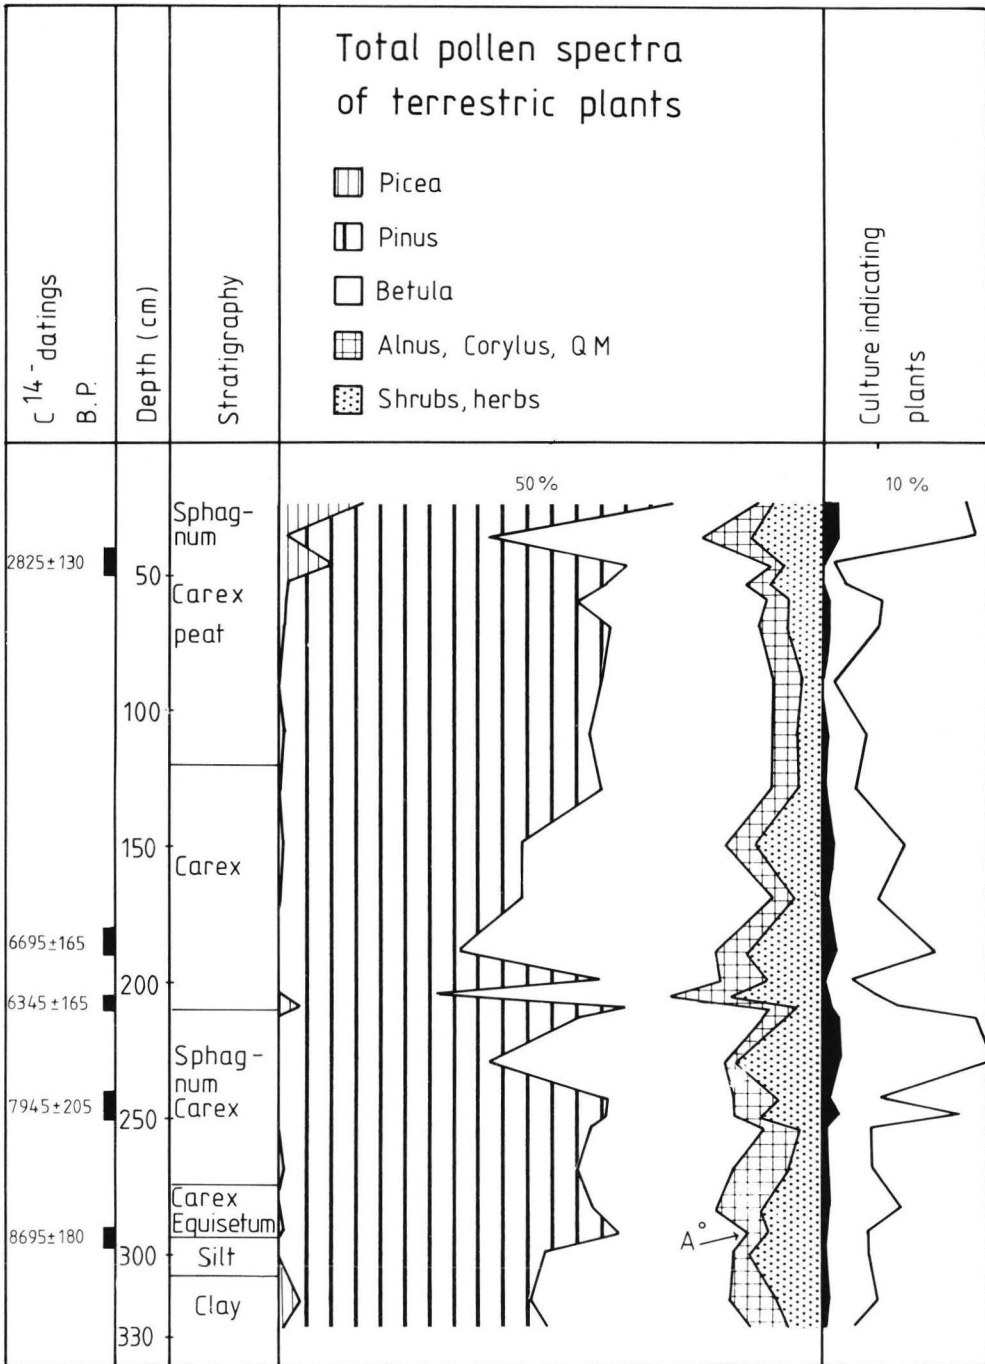 Total pollen spectra
of terrestric plants
Picea
Pinus
Betula
Alnus, Corylus, QM
Shrubs, herbs
C14- datings
B.P.
Depth (cm)
Stratigraphy
Culture indicating
plants
50%
10%
Sphag-
num
2825±130
50
Carex
peat
100
150
Carex
6695±165
200
6345±165
Sphag-
num
Carex
7945±205
250
Carex
Equisetum
8695±180
A°
300
Silt
Clay
330